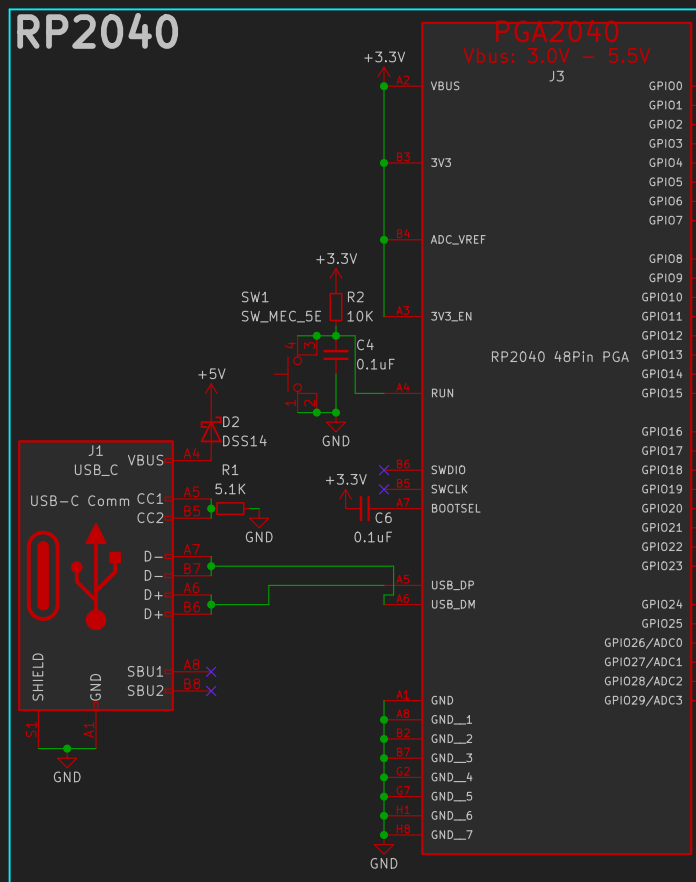 RP2040
PGA2040
Vbus: 3.0V - 5.5V
J3
+3.3V
A2 VBUS
B3 3V3
B4 ADC_VREF
A3 3V3_EN
A4 RUN
B6 SWDIO
B5 SWCLK
A7 BOOTSEL
A5 USB_DP
A6 USB_DM
A1 GND
A8 GND__1
B2 GND__2
B7 GND__3
G2 GND__4
G7 GND__5
H1 GND__6
H8 GND__7
GND
RP2040 48Pin PGA
GPIO0
GPIO1
GPIO2
GPIO3
GPIO4
GPIO5
GPIO6
GPIO7
GPIO8
GPIO9
GPIO10
GPIO11
GPIO12
GPIO13
GPIO14
GPIO15
GPIO16
GPIO17
GPIO18
GPIO19
GPIO20
GPIO21
GPIO22
GPIO23
GPIO24
GPIO25
GPIO26/ADC0
GPIO27/ADC1
GPIO28/ADC2
GPIO29/ADC3
+3.3V
SW1
SW_MEC_5E
R2
10K
4 3
1 2
C4
0.1uF
GND
+3.3V
C6
0.1uF
+5V
D2
DSS14
R1
5.1K
GND
J1
USB_C
USB-C Comm
VBUS A4
CC1 A5
CC2 B5
D- A7
D- B7
D+ A6
D+ B6
SBU1 A8
SBU2 B8
SHIELD
GND
S1
A1
GND